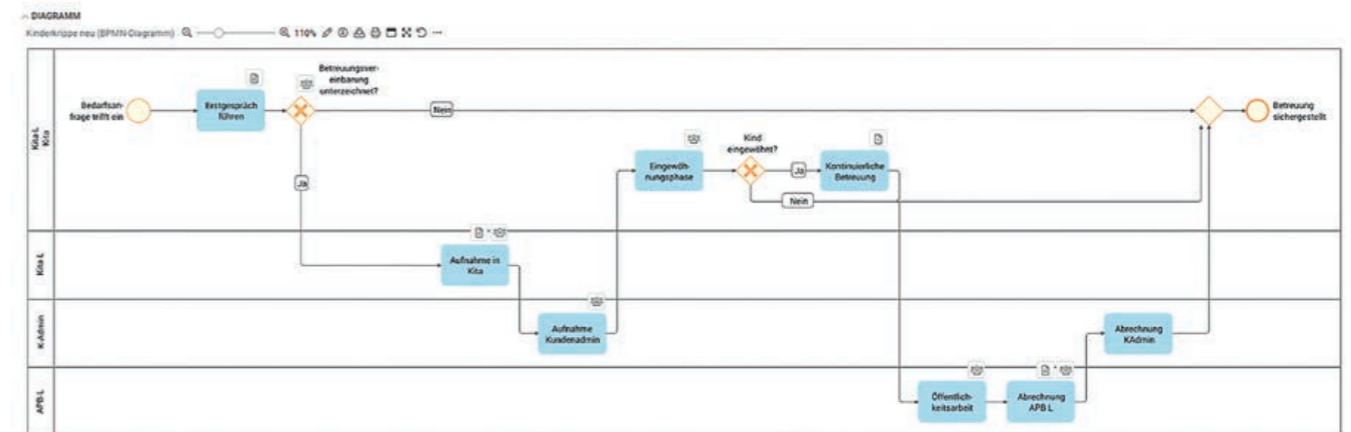 DIAGRAMM
Kinderkrippe neu (BPMN-Diagramm)
110%
Kita-L
Kita
Bedarfsan-
frage trifft ein
Erstgespräch
führen
Betreuungsver-
einbarung
unterzeichnet?
Nein
Ja
Eingewöh-
nungsphase
Kind
eingewöhnt?
Ja
Nein
Kontinuierliche
Betreuung
Betreuung
sichergestellt
Kita-L
Aufnahme in
Kita
K-Admin
Aufnahme
Kundenadmin
Abrechnung
KAdmin
APB-L
Öffentlich-
keitsarbeit
Abrechnung
APB L